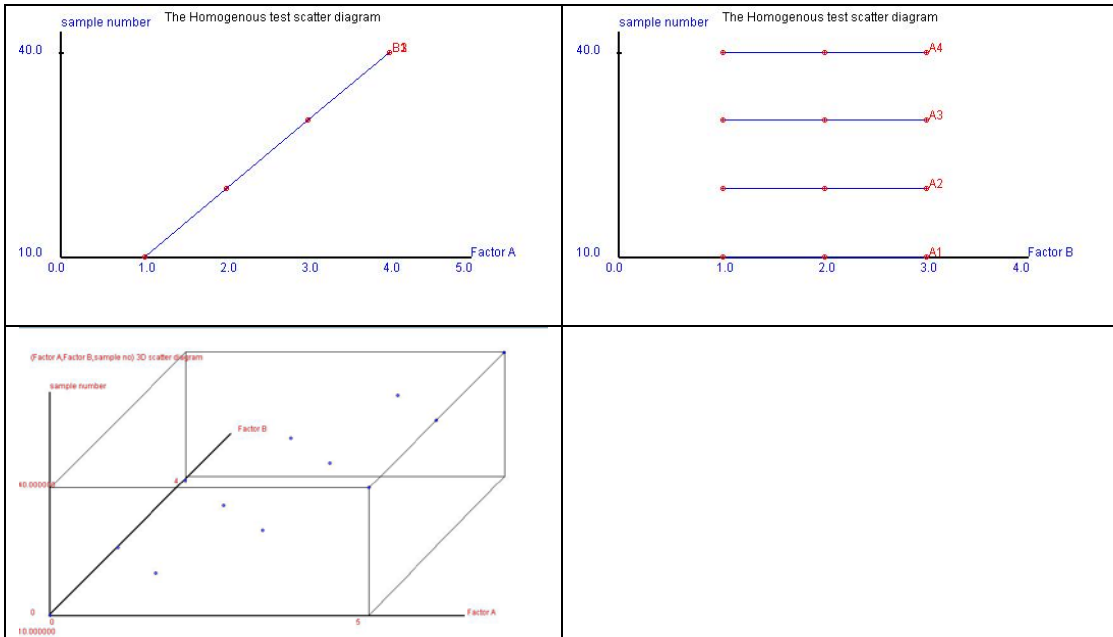 The Homogenous test scatter diagram
sample number
40.0
10.0
Factor A
0.0 1.0 2.0 3.0 4.0 5.0
The Homogenous test scatter diagram
sample number
40.0
A4
A3
A2
10.0
A1
Factor B
0.0 1.0 2.0 3.0 4.0
(Factor A,Factor B,sample no) 3D scatter diagram
sample number
Factor B
4
40.000000
0
Factor A
0 5
10.000000